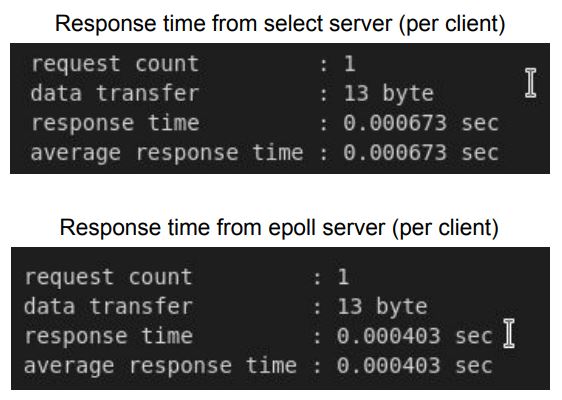 Response time from select server (per client)
request count : 1
data transfer : 13 byte
response time : 0.000673 sec
average response time : 0.000673 sec
Response time from epoll server (per client)
request count : 1
data transfer : 13 byte
response time : 0.000403 sec
average response time : 0.000403 sec